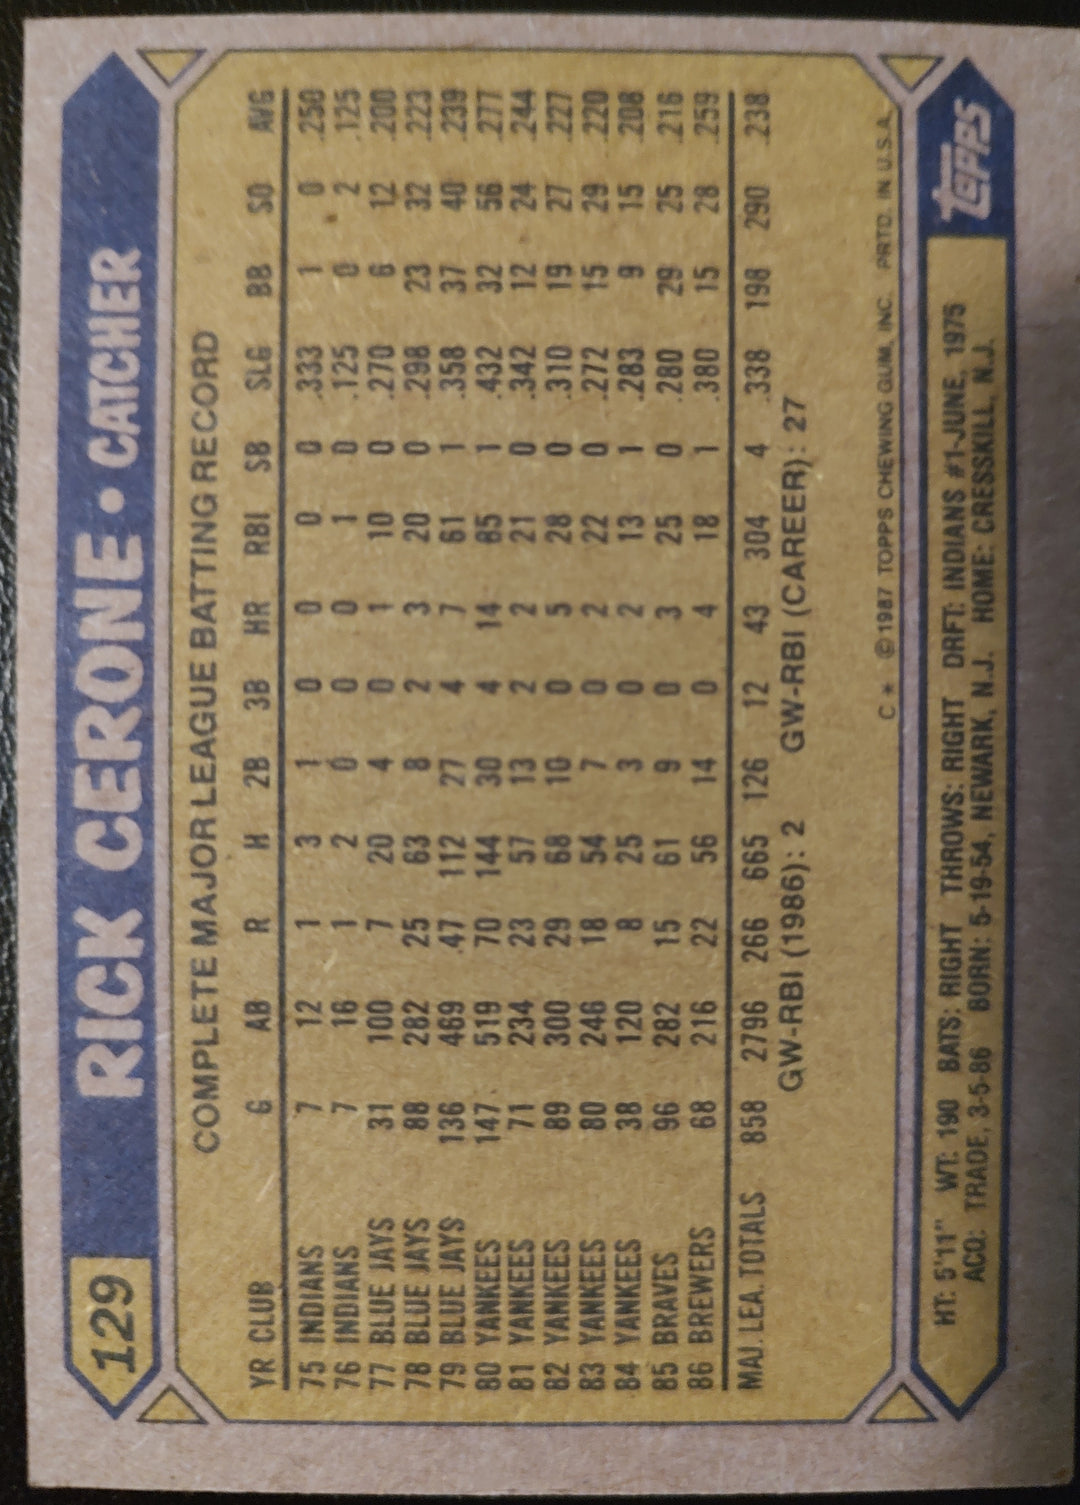 129 RICK CERONE • CATCHER
COMPLETE MAJOR LEAGUE BATTING RECORD
YR CLUB G AB R H 2B 3B HR RBI SB SLG BB SO AVG
75 INDIANS 7 12 1 3 1 0 0 0 0 .333 1 0 .250
76 INDIANS 7 16 1 2 0 0 0 1 0 .125 0 2 .125
77 BLUE JAYS 31 100 7 20 4 0 1 10 0 .270 6 12 .200
78 BLUE JAYS 88 282 25 63 8 2 3 20 0 .298 23 32 .223
79 BLUE JAYS 136 469 47 112 27 4 7 61 1 .358 37 40 .239
80 YANKEES 147 519 70 144 30 4 14 85 1 .432 32 56 .277
81 YANKEES 71 234 23 57 13 2 2 21 0 .342 12 24 .244
82 YANKEES 89 300 29 68 10 0 5 28 0 .310 19 27 .227
83 YANKEES 80 246 18 54 7 0 2 22 0 .272 15 29 .220
84 YANKEES 38 120 8 25 3 0 2 13 1 .283 9 15 .208
85 BRAVES 96 282 15 61 9 0 3 25 0 .280 29 25 .216
86 BREWERS 68 216 22 56 14 0 4 18 1 .380 15 28 .259
MAJ. LEA. TOTALS 858 2796 266 665 126 12 43 304 4 .338 198 290 .238
GW-RBI (1986): 2 GW-RBI (CAREER): 27
C* ©1987 TOPPS CHEWING GUM, INC. PRTD. IN U.S.A.
HT: 5'11" WT: 190 BATS: RIGHT THROWS: RIGHT DRFT: INDIANS #1-JUNE, 1975
ACQ: TRADE, 3-5-86 BORN: 5-19-54, NEWARK, N.J. HOME: CRESSKILL, N.J.
TOPPS